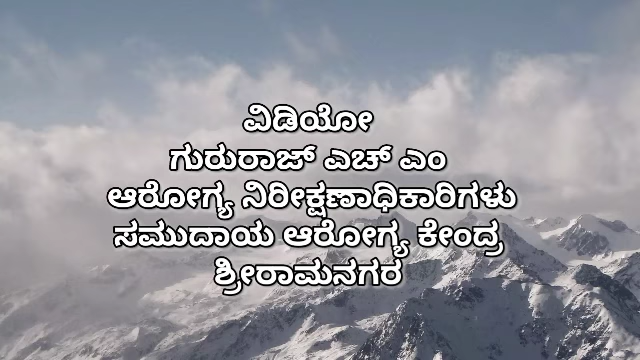 ವಿಡಿಯೋ
ಗುರುರಾಜ್ ಎಚ್ ಎಂ
ಆರೋಗ್ಯ ನಿರೀಕ್ಷಣಾಧಿಕಾರಿಗಳು
ಸಮುದಾಯ ಆರೋಗ್ಯ ಕೇಂದ್ರ
ಶ್ರೀರಾಮನಗರ